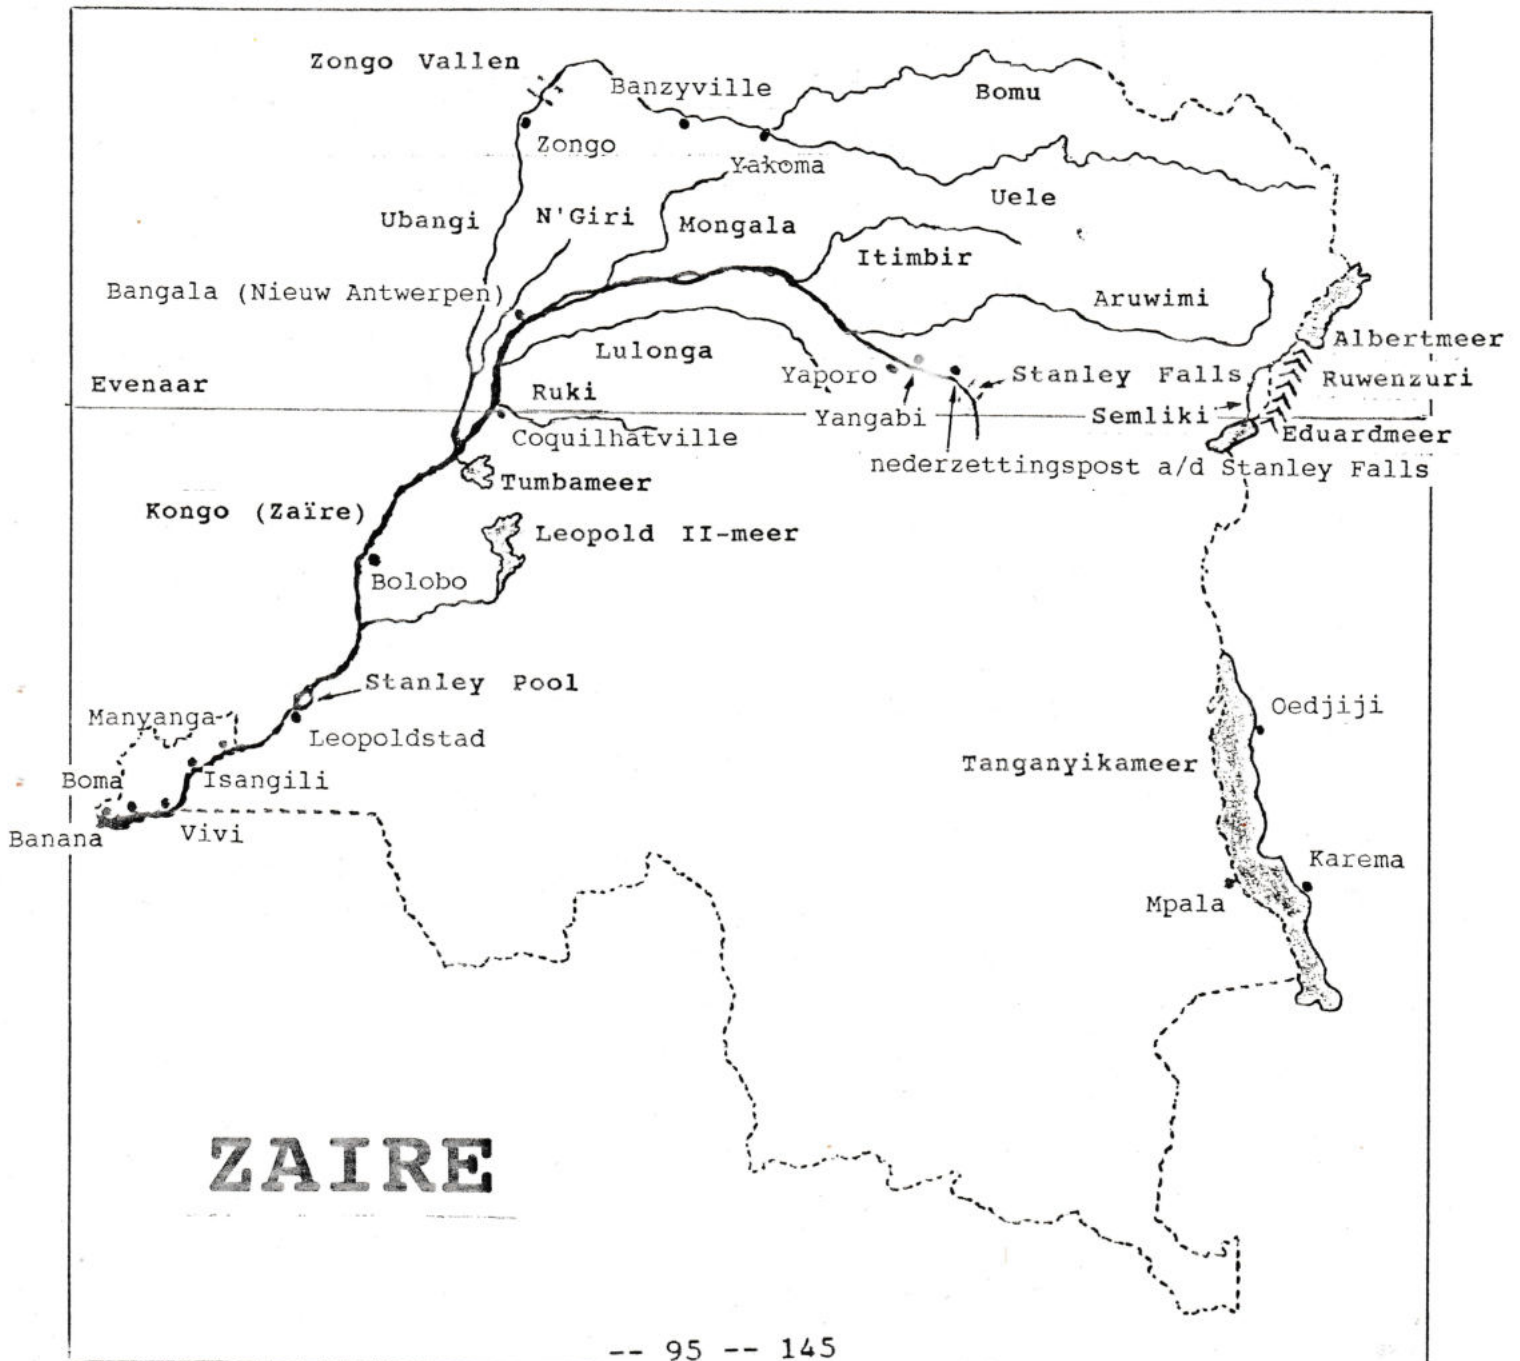 Zongo Vallen
Banzyville
Bomu
Zongo
Yakoma
Uele
Ubangi
N'Giri
Mongala
Itimbir
Bangala (Nieuw Antwerpen)
Aruwimi
Lulonga
Albertmeer
Evenaar
Ruki
Yaporo
Stanley Falls
Ruwenzuri
Yangabi
Semliki
Coquilhatville
Eduardmeer
nederzettingspost a/d Stanley Falls
Tumbameer
Kongo (Zaïre)
Leopold II-meer
Bolobo
Stanley Pool
Manyanga
Oedjiji
Leopoldstad
Tanganyikameer
Boma
Isangili
Banana
Vivi
Karema
Mpala
ZAIRE
-- 95 -- 145